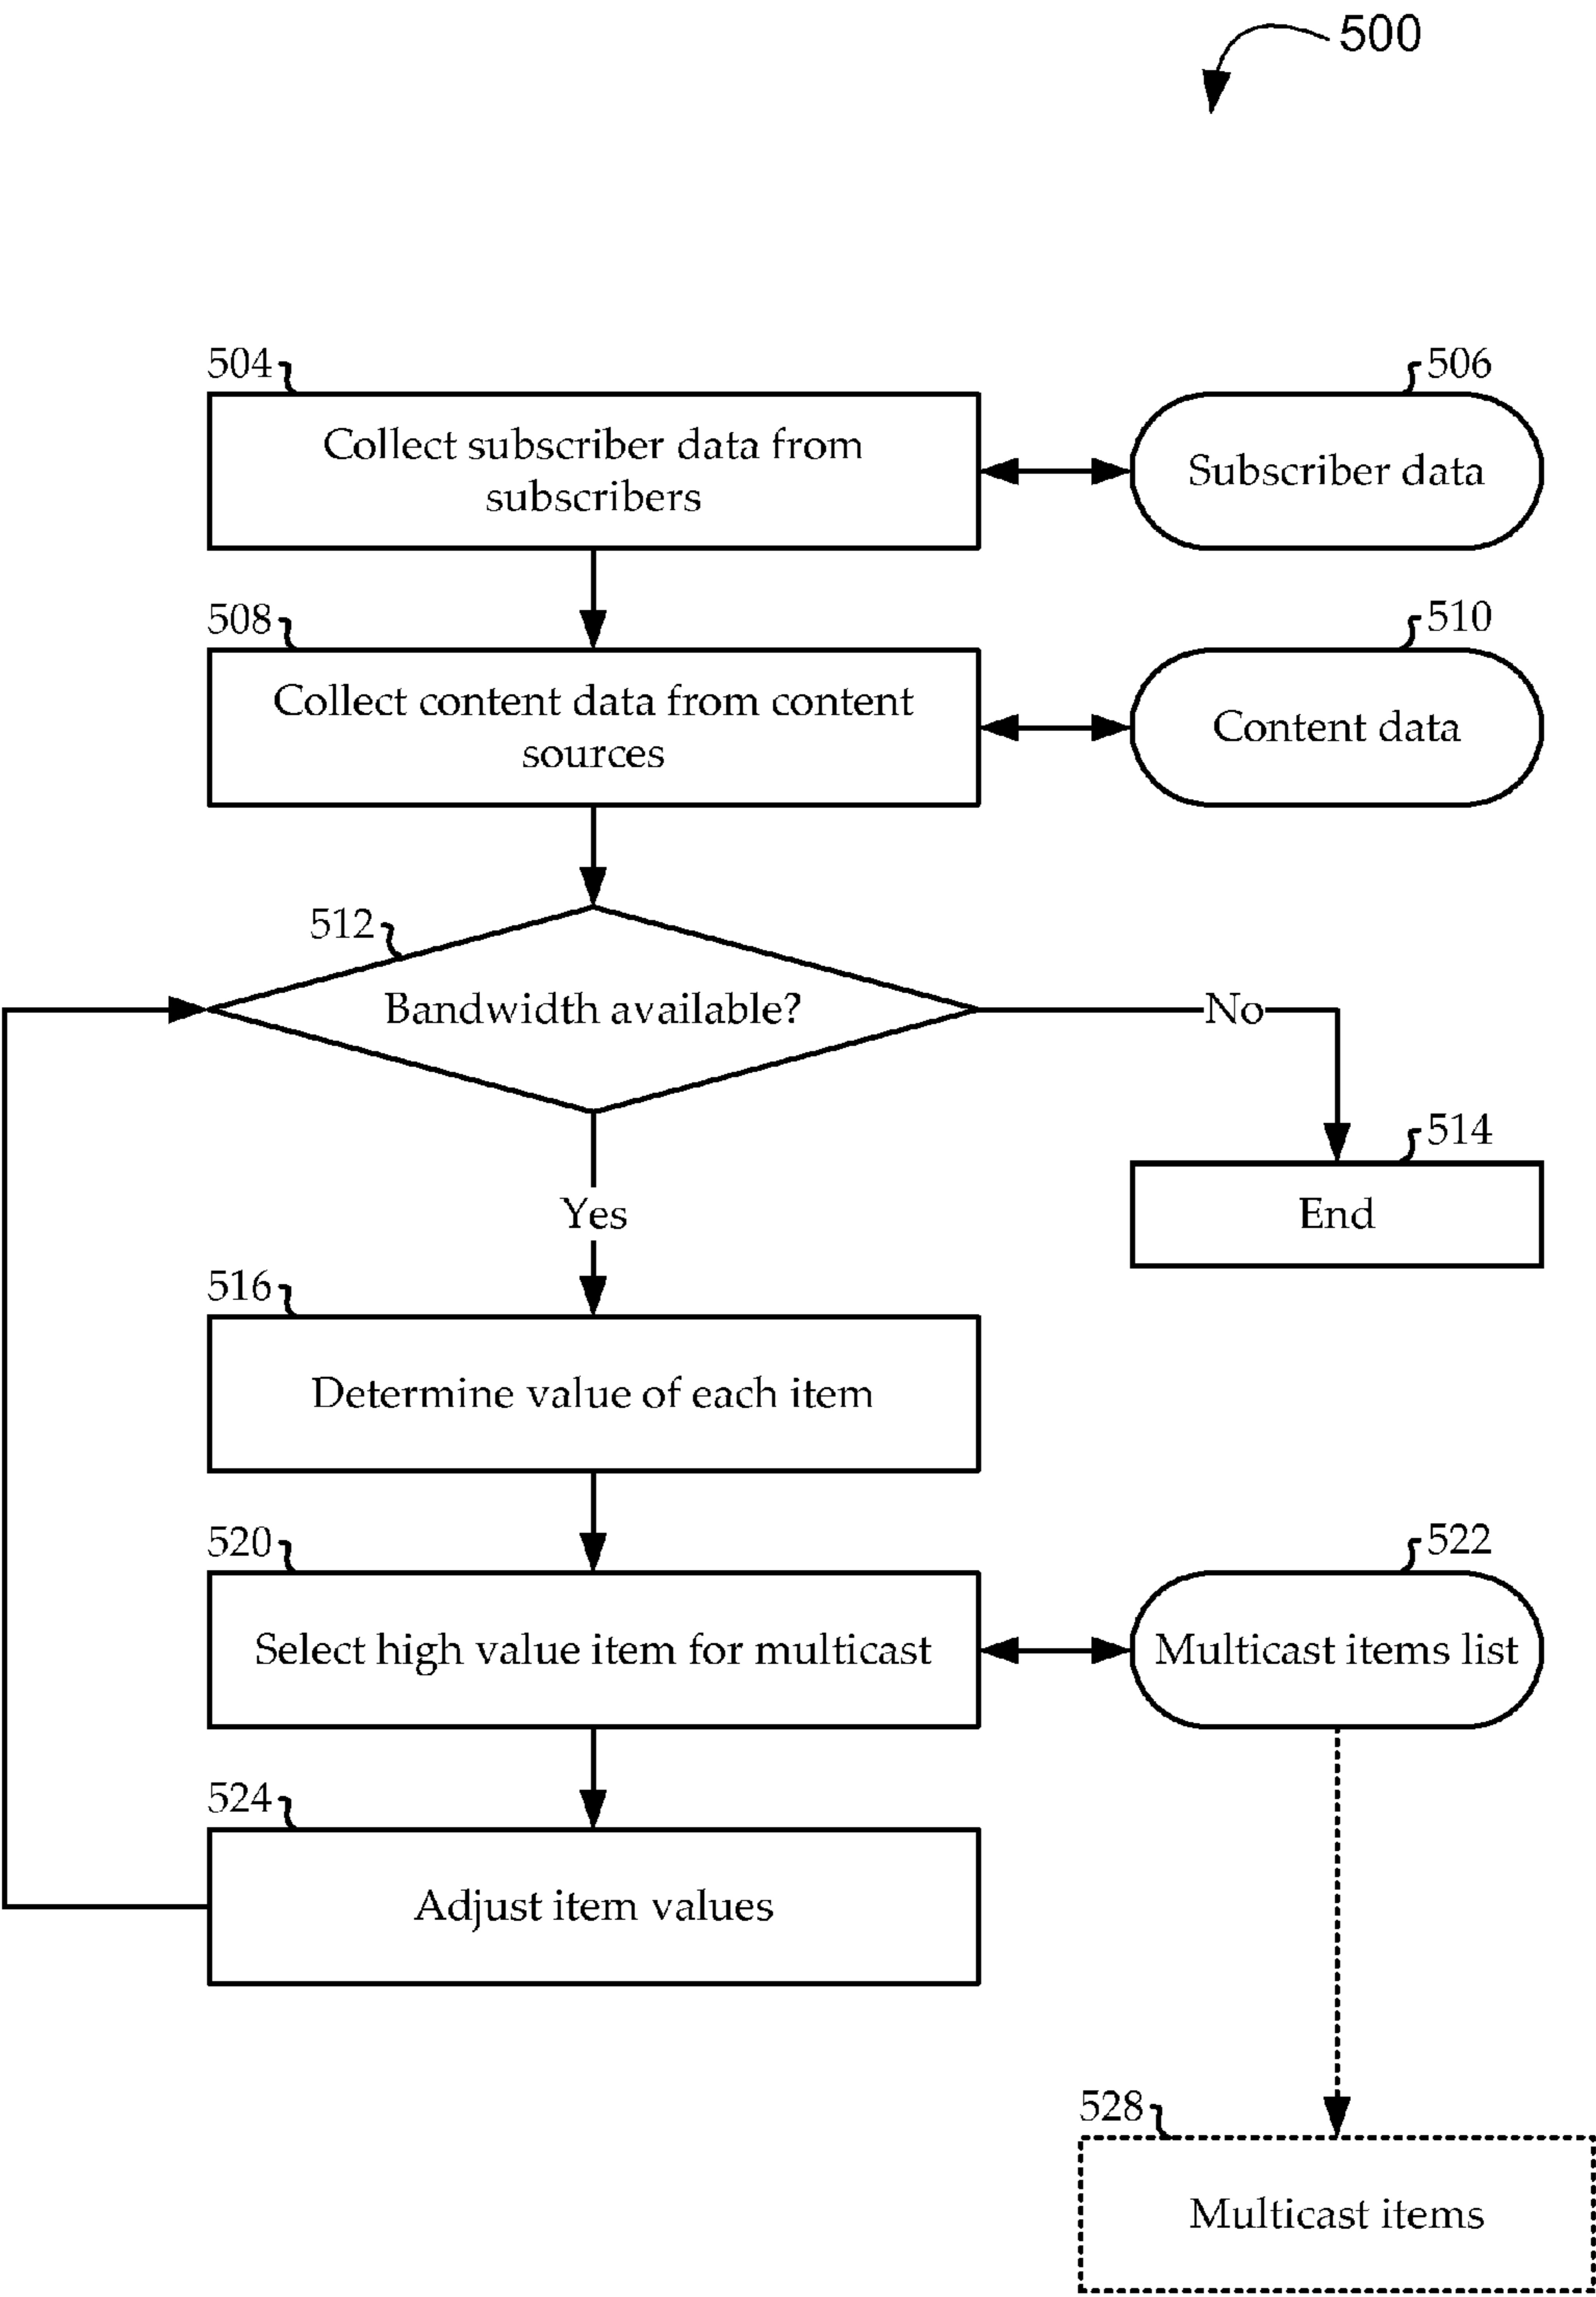 500
504
Collect subscriber data from
subscribers
506
Subscriber data
508
Collect content data from content
sources
510
Content data
512
Bandwidth available?
No
514
End
Yes
516
Determine value of each item
520
Select high value item for multicast
522
Multicast items list
524
Adjust item values
528
Multicast items